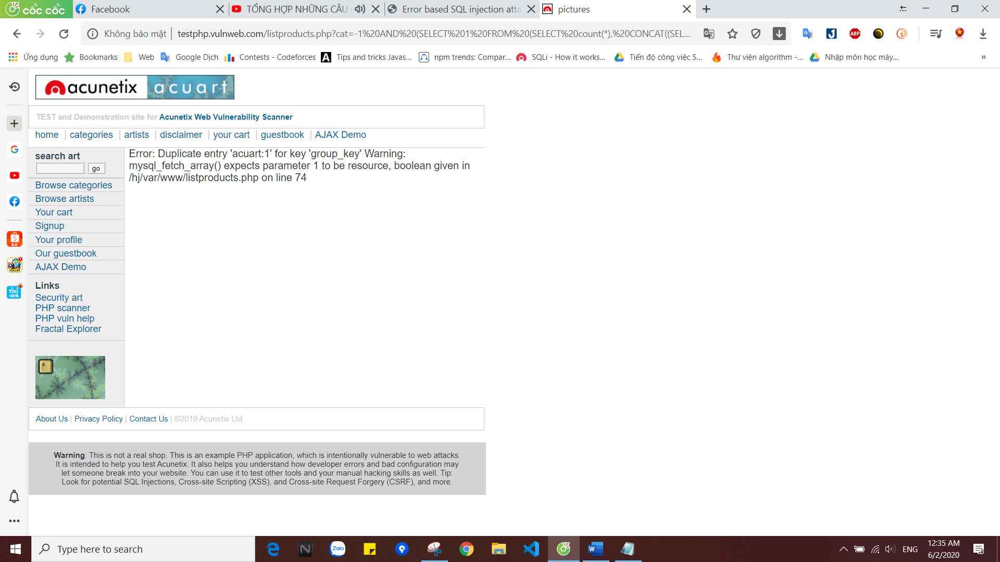 cốc cốc
Facebook
TỔNG HỢP NHỮNG CÂU
Error based SQL injection atta
pictures
Không bảo mật
testphp.vulnweb.com/listproducts.php?cat=-1%20AND%20(SELECT%201%20FROM%20(SELECT%20count(*),%20CONCAT((SEL...
ABP
Ứng dụng
Bookmarks
Web
Google Dịch
Contests - Codeforces
Tips and tricks Javas...
npm trends: Compar...
SQLi - How it works...
Tiến độ công việc S...
Thư viện algorithm -...
Nhập môn học máy...
»
acunetix acuart
TEST and Demonstration site for Acunetix Web Vulnerability Scanner
home | categories | artists | disclaimer | your cart | guestbook | AJAX Demo
search art
go
Browse categories
Browse artists
Your cart
Signup
Your profile
Our guestbook
AJAX Demo
Links
Security art
PHP scanner
PHP vuln help
Fractal Explorer
A
Error: Duplicate entry 'acuart:1' for key 'group_key' Warning:
mysql_fetch_array() expects parameter 1 to be resource, boolean given in
/hj/var/www/listproducts.php on line 74
6.6
TIKI
-50%
About Us | Privacy Policy | Contact Us | ©2019 Acunetix Ltd
Warning: This is not a real shop. This is an example PHP application, which is intentionally vulnerable to web attacks.
It is intended to help you test Acunetix. It also helps you understand how developer errors and bad configuration may
let someone break into your website. You can use it to test other tools and your manual hacking skills as well. Tip:
Look for potential SQL Injections, Cross-site Scripting (XSS), and Cross-site Request Forgery (CSRF), and more.
Type here to search
Zalo
ENG
12:35 AM
6/2/2020